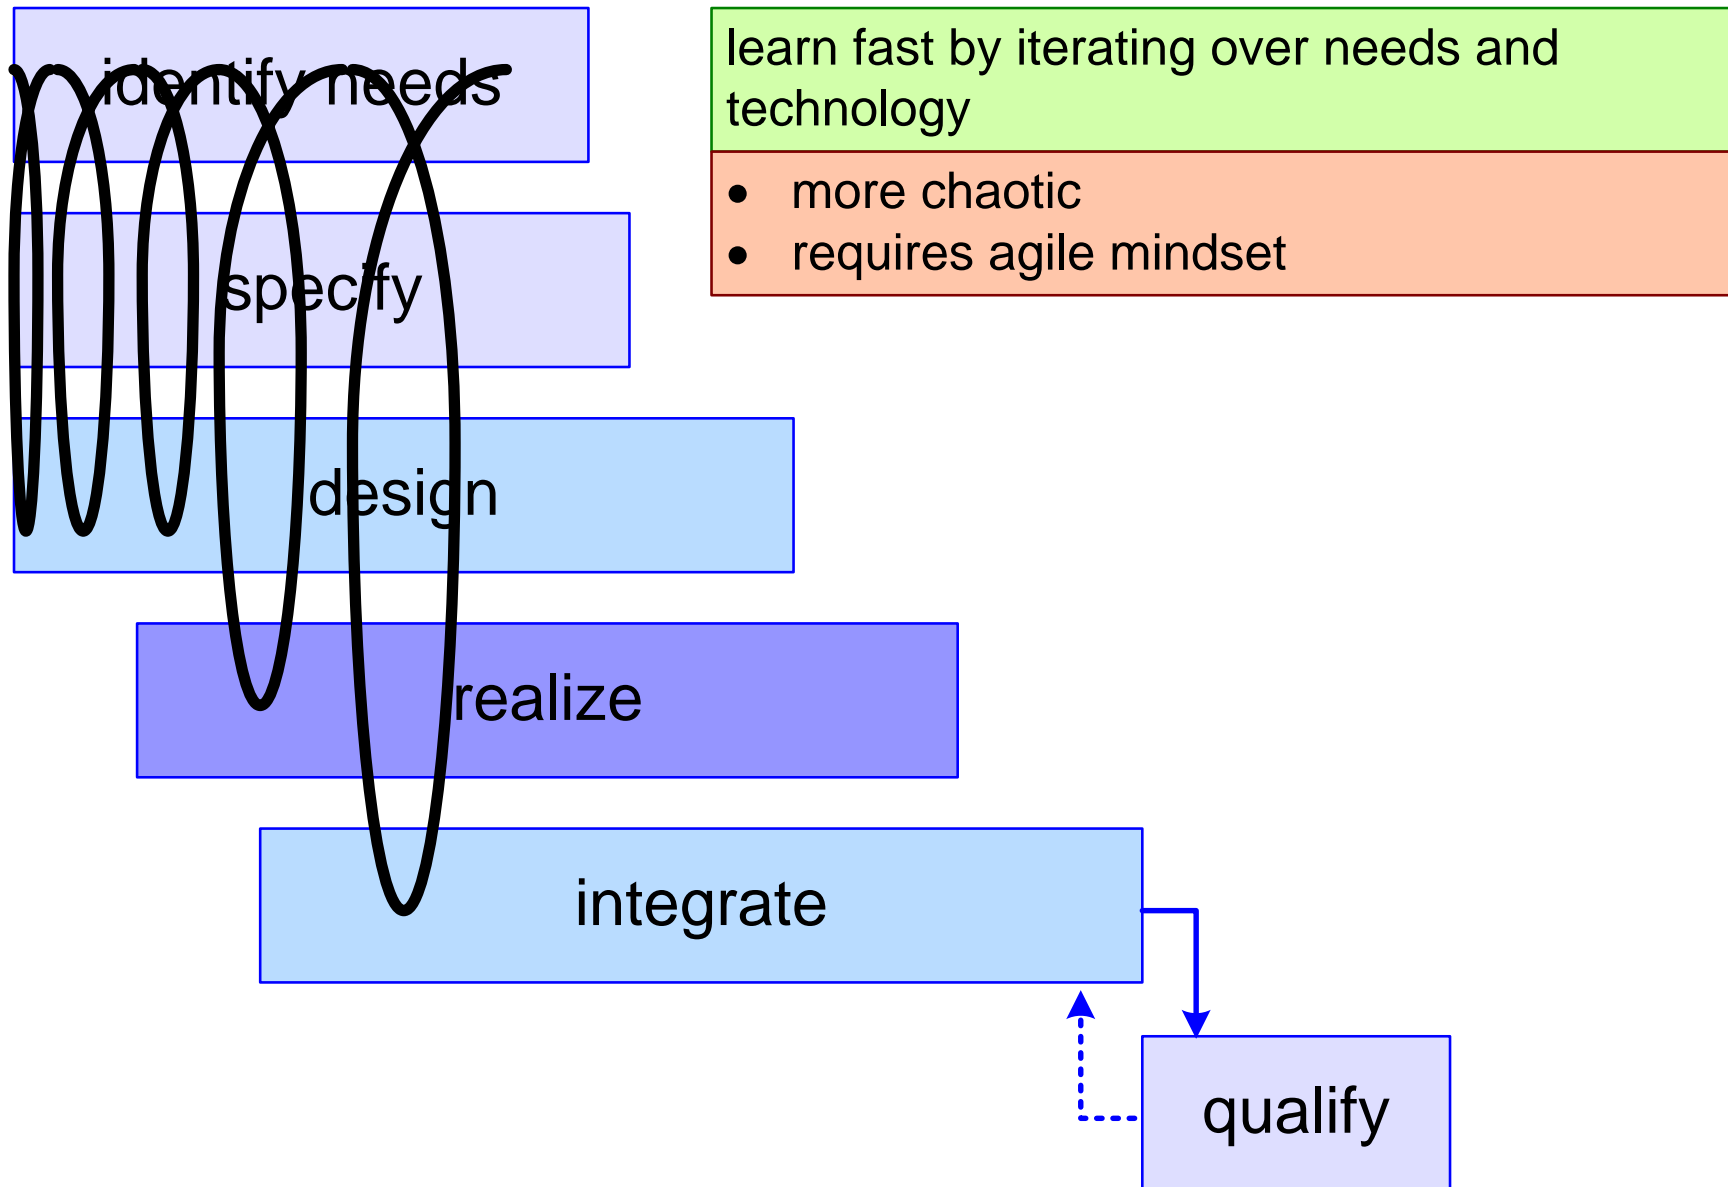 identify needs
learn fast by iterating over needs and
technology
• more chaotic
• requires agile mindset
specify
design
realize
integrate
qualify